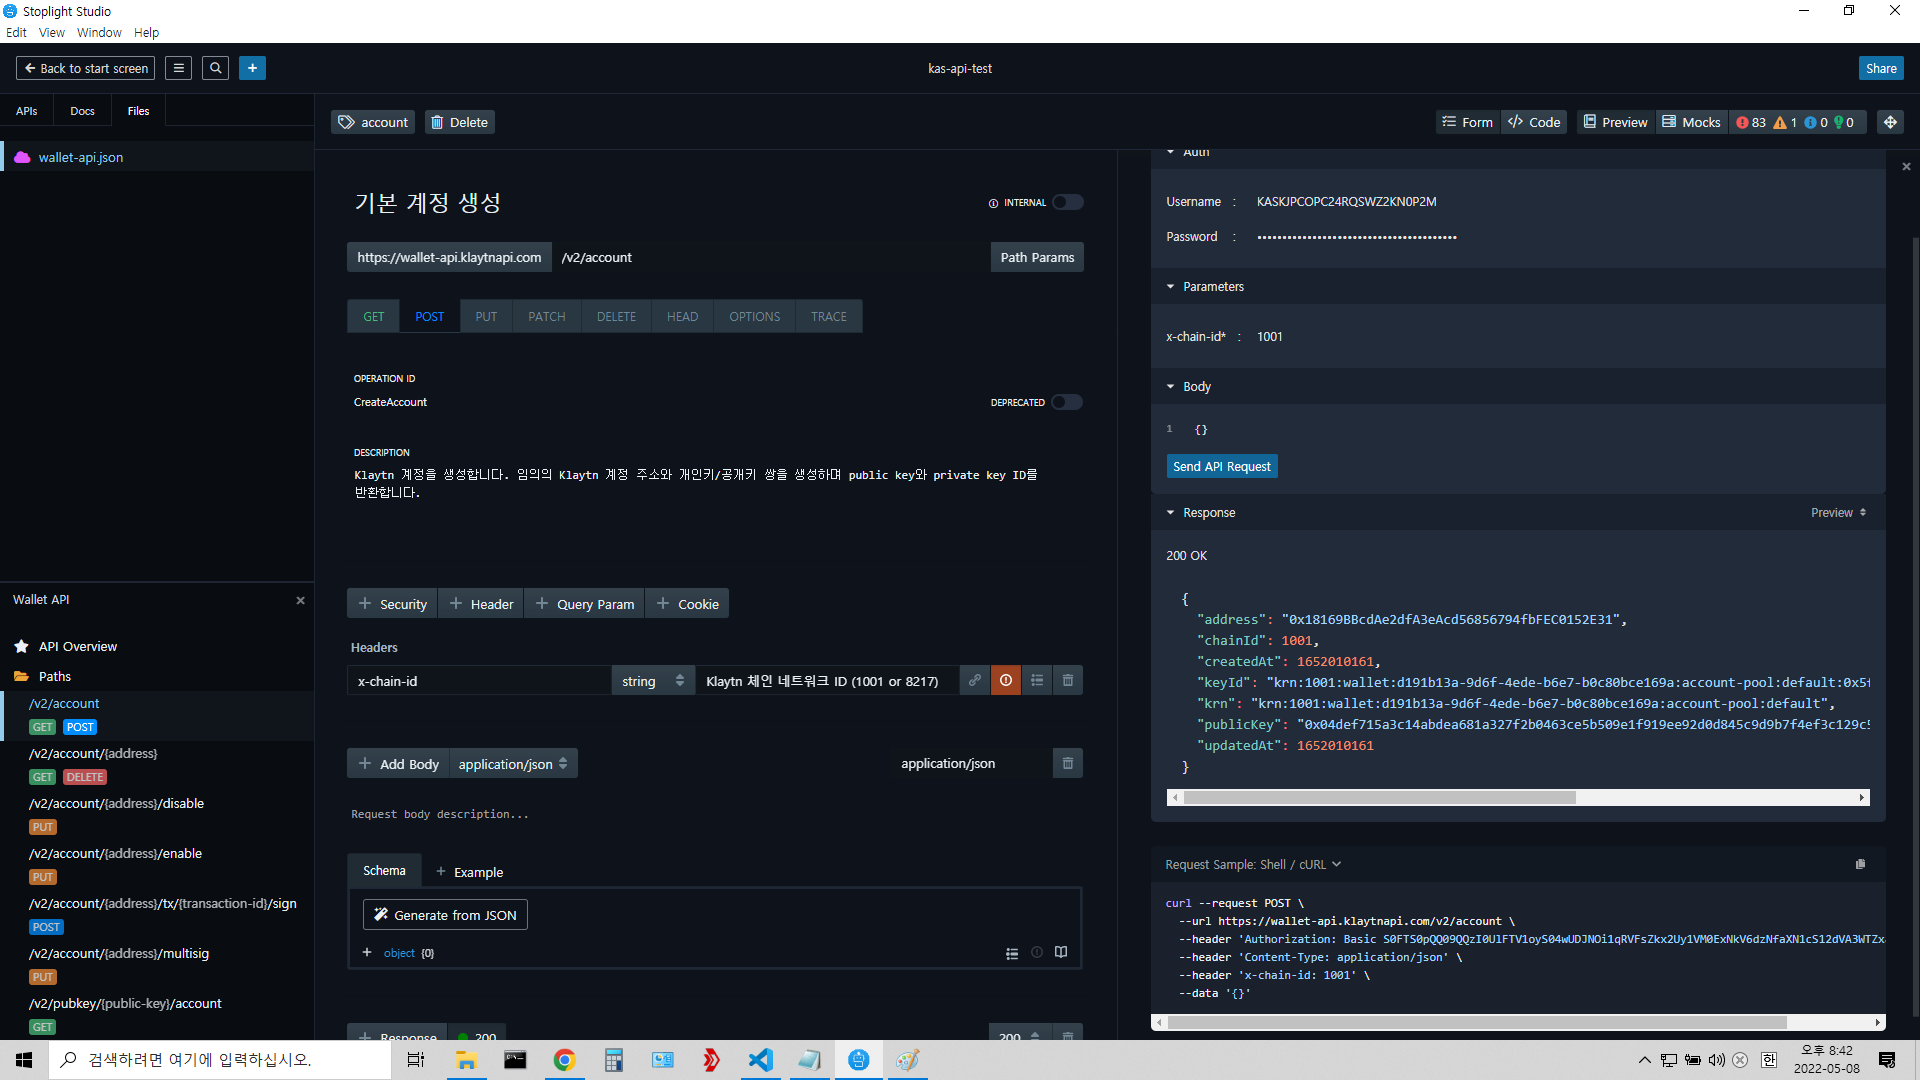 Stoplight Studio
Edit View Window Help
Back to start screen
kas-api-test
Share
APIs Docs Files
wallet-api.json
account Delete
Form Code Preview Mocks 83 1 0 0
기본 계정 생성
INTERNAL
https://wallet-api.klaytnapi.com /v2/account Path Params
GET POST PUT PATCH DELETE HEAD OPTIONS TRACE
OPERATION ID
CreateAccount
DEPRECATED
DESCRIPTION
Klaytn 계정을 생성합니다. 임의의 Klaytn 계정 주소와 개인키/공개키 쌍을 생성하며 public key와 private key ID를
반환합니다.
+ Security + Header + Query Param + Cookie
Headers
x-chain-id string Klaytn 체인 네트워크 ID (1001 or 8217)
+ Add Body application/json application/json
Request body description...
Schema + Example
Generate from JSON
+ object {0}
+ Response 200 200
Wallet API
API Overview
Paths
/v2/account
GET POST
/v2/account/{address}
GET DELETE
/v2/account/{address}/disable
PUT
/v2/account/{address}/enable
PUT
/v2/account/{address}/tx/{transaction-id}/sign
POST
/v2/account/{address}/multisig
PUT
/v2/pubkey/{public-key}/account
GET
Auth
Username : KASKJPCOPC24RQSWZ2KN0P2M
Password : ••••••••••••••••••••••••••••••••••••••••
Parameters
x-chain-id* : 1001
Body
1 {}
Send API Request
Response Preview
200 OK
{
"address": "0x18169BBcdAe2dfA3eAcd56856794fbFEC0152E31",
"chainId": 1001,
"createdAt": 1652010161,
"keyId": "krn:1001:wallet:d191b13a-9d6f-4ede-b6e7-b0c80bce169a:account-pool:default:0x5f
"krn": "krn:1001:wallet:d191b13a-9d6f-4ede-b6e7-b0c80bce169a:account-pool:default",
"publicKey": "0x04def715a3c14abdea681a327f2b0463ce5b509e1f919ee92d0d845c9d9b7f4ef3c129c5
"updatedAt": 1652010161
}
Request Sample: Shell / cURL
curl --request POST \
--url https://wallet-api.klaytnapi.com/v2/account \
--header 'Authorization: Basic S0FTS0pQQ09QQzI0UlFTV1oyS04wUDJNOi1qRVFsZkx2Uy1VM0ExNkV6dzNfaXN1cS12dVA3WTZx
--header 'Content-Type: application/json' \
--header 'x-chain-id: 1001' \
--data '{}'
검색하려면 여기에 입력하십시오.
한
오후 8:42
2022-05-08